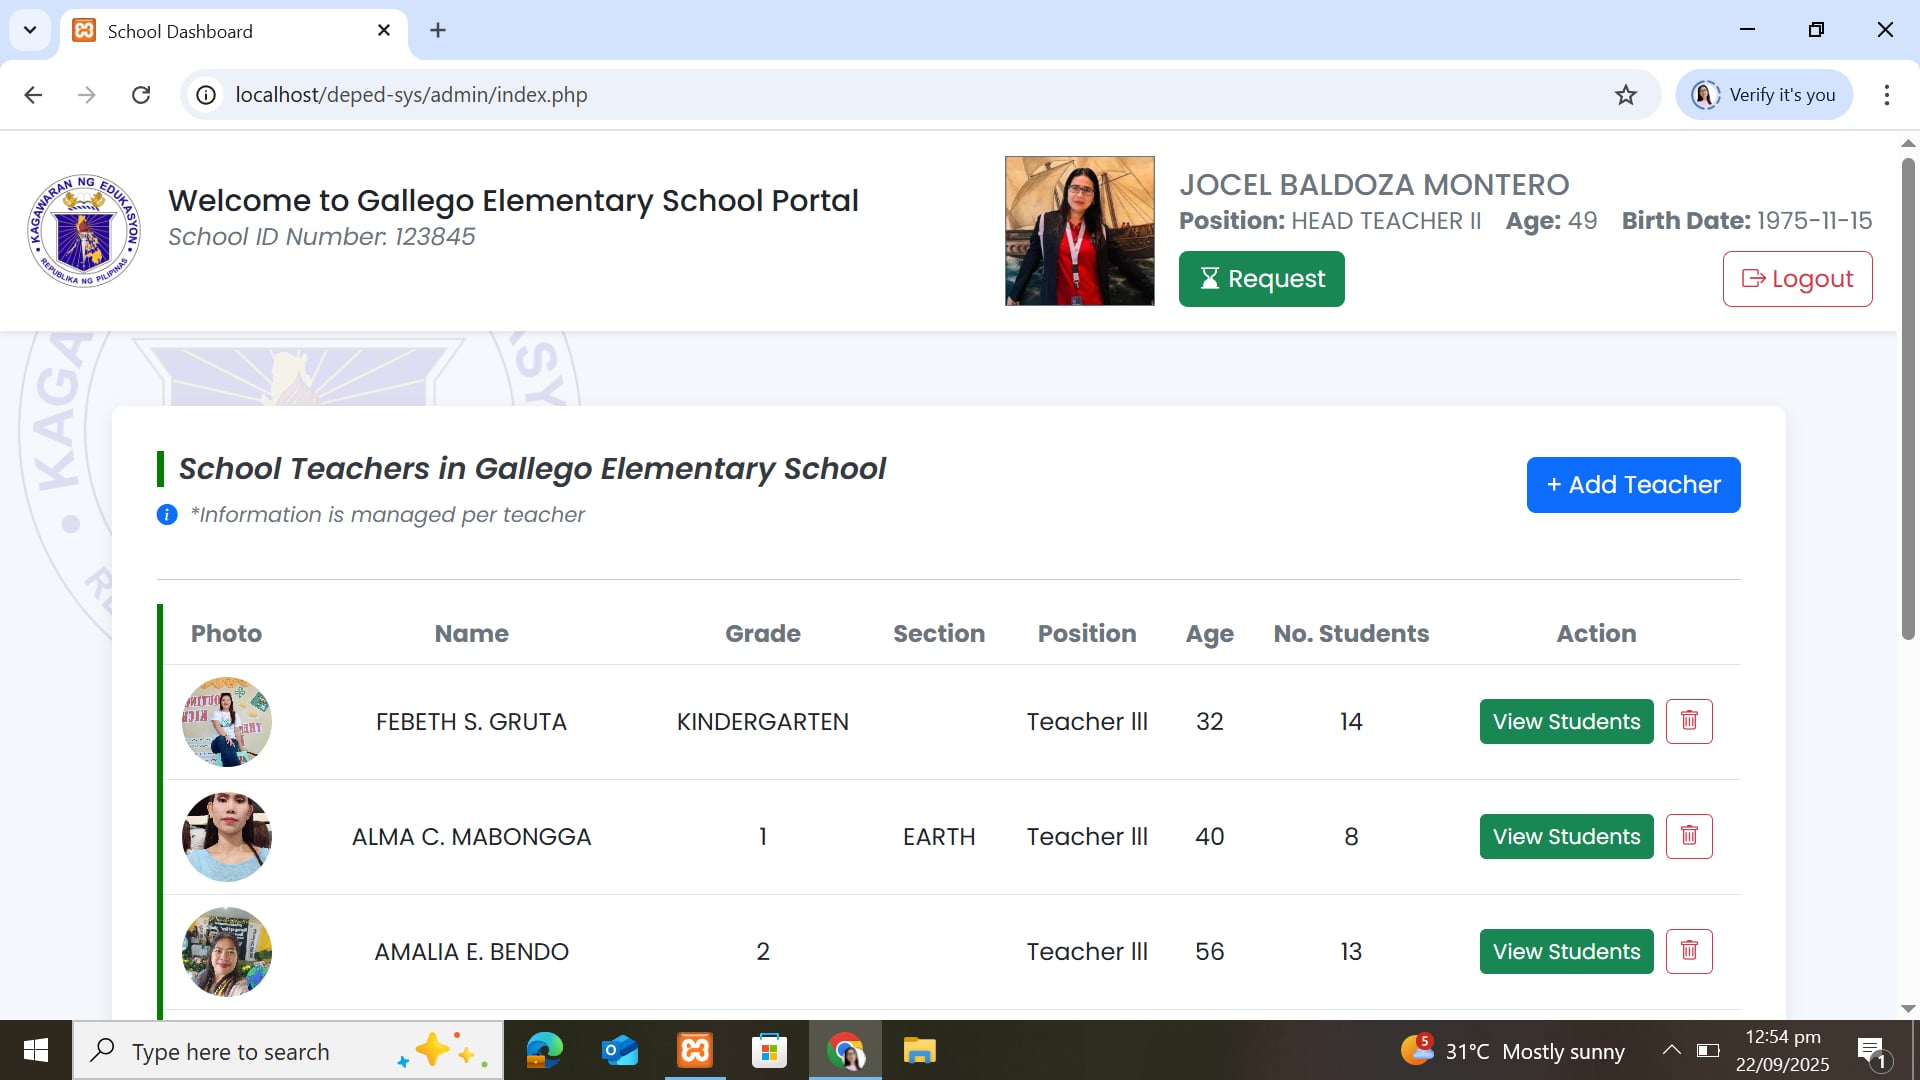 School Dashboard
localhost/deped-sys/admin/index.php
Verify it's you
KAGAWARAN NG EDUKASYON
REPUBLIKA NG PILIPINAS
Welcome to Gallego Elementary School Portal
School ID Number: 123845
JOCEL BALDOZA MONTERO
Position: HEAD TEACHER II Age: 49 Birth Date: 1975-11-15
Request
Logout
School Teachers in Gallego Elementary School
*Information is managed per teacher
+ Add Teacher
Photo Name Grade Section Position Age No. Students Action
FEBETH S. GRUTA KINDERGARTEN Teacher lll 32 14 View Students
ALMA C. MABONGGA 1 EARTH Teacher lll 40 8 View Students
AMALIA E. BENDO 2 Teacher lll 56 13 View Students
Type here to search
5
31°C Mostly sunny
12:54 pm
22/09/2025
1